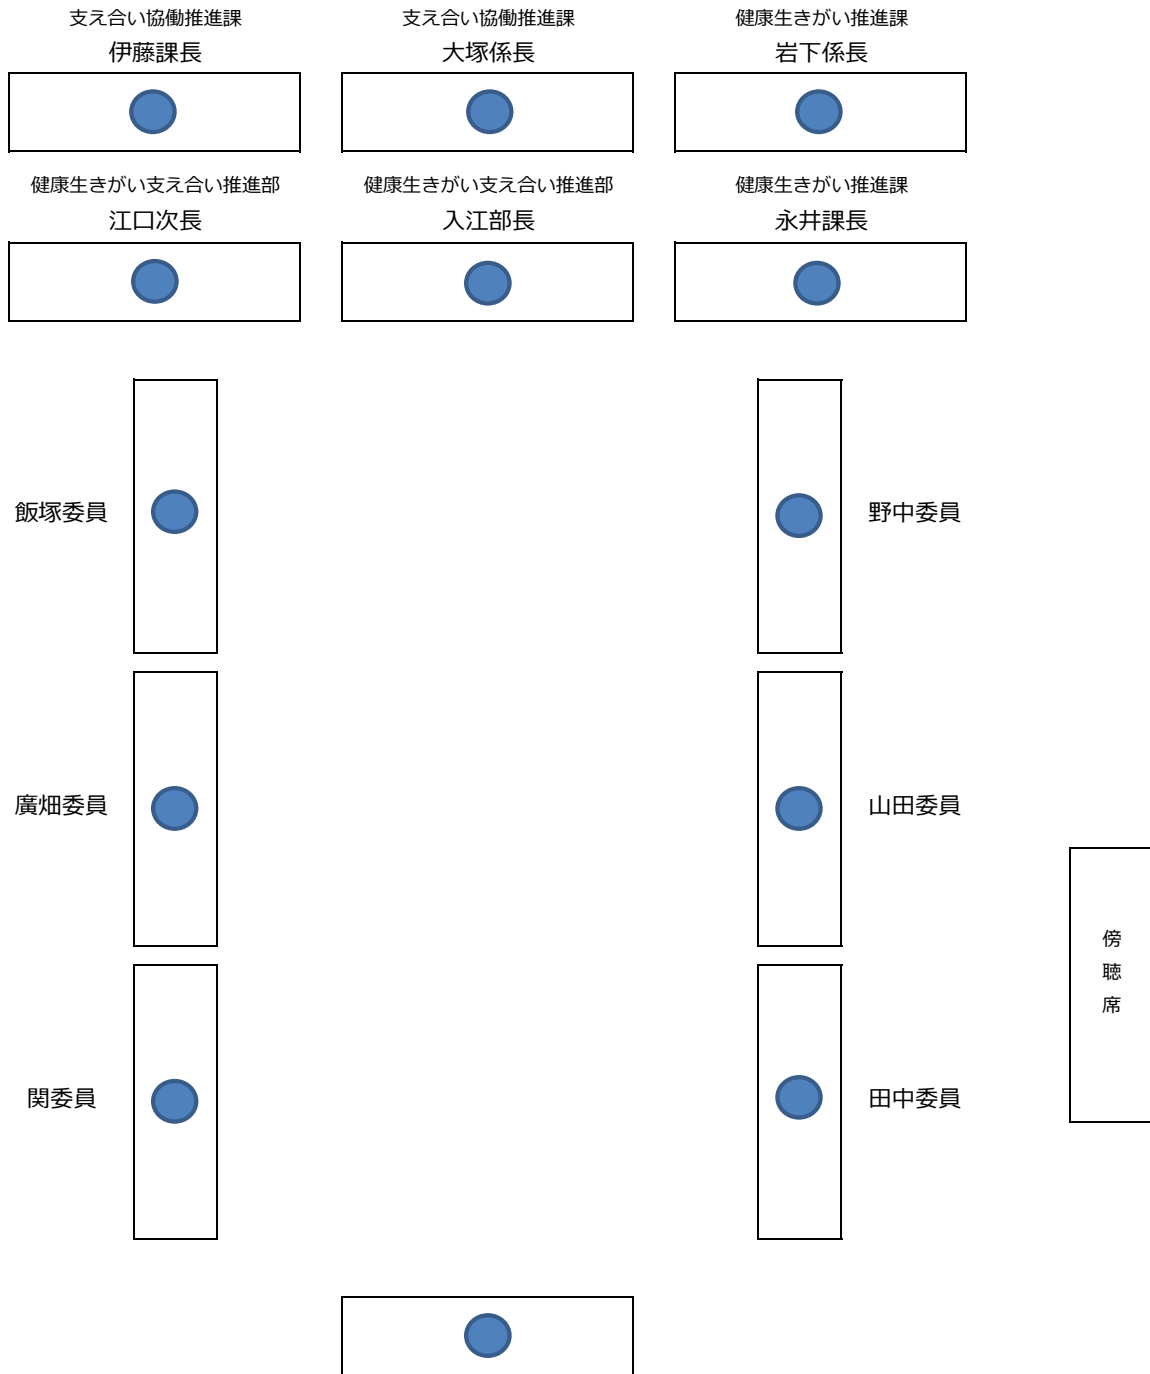 支え合い協働推進課
支え合い協働推進課
健康生きがい推進課
伊藤課長
大塚係長
岩下係長
健康生きがい支え合い推進部
健康生きがい支え合い推進部
健康生きがい推進課
江口次長
入江部長
永井課長
飯塚委員
野中委員
廣畑委員
山田委員
傍聴席
関委員
田中委員